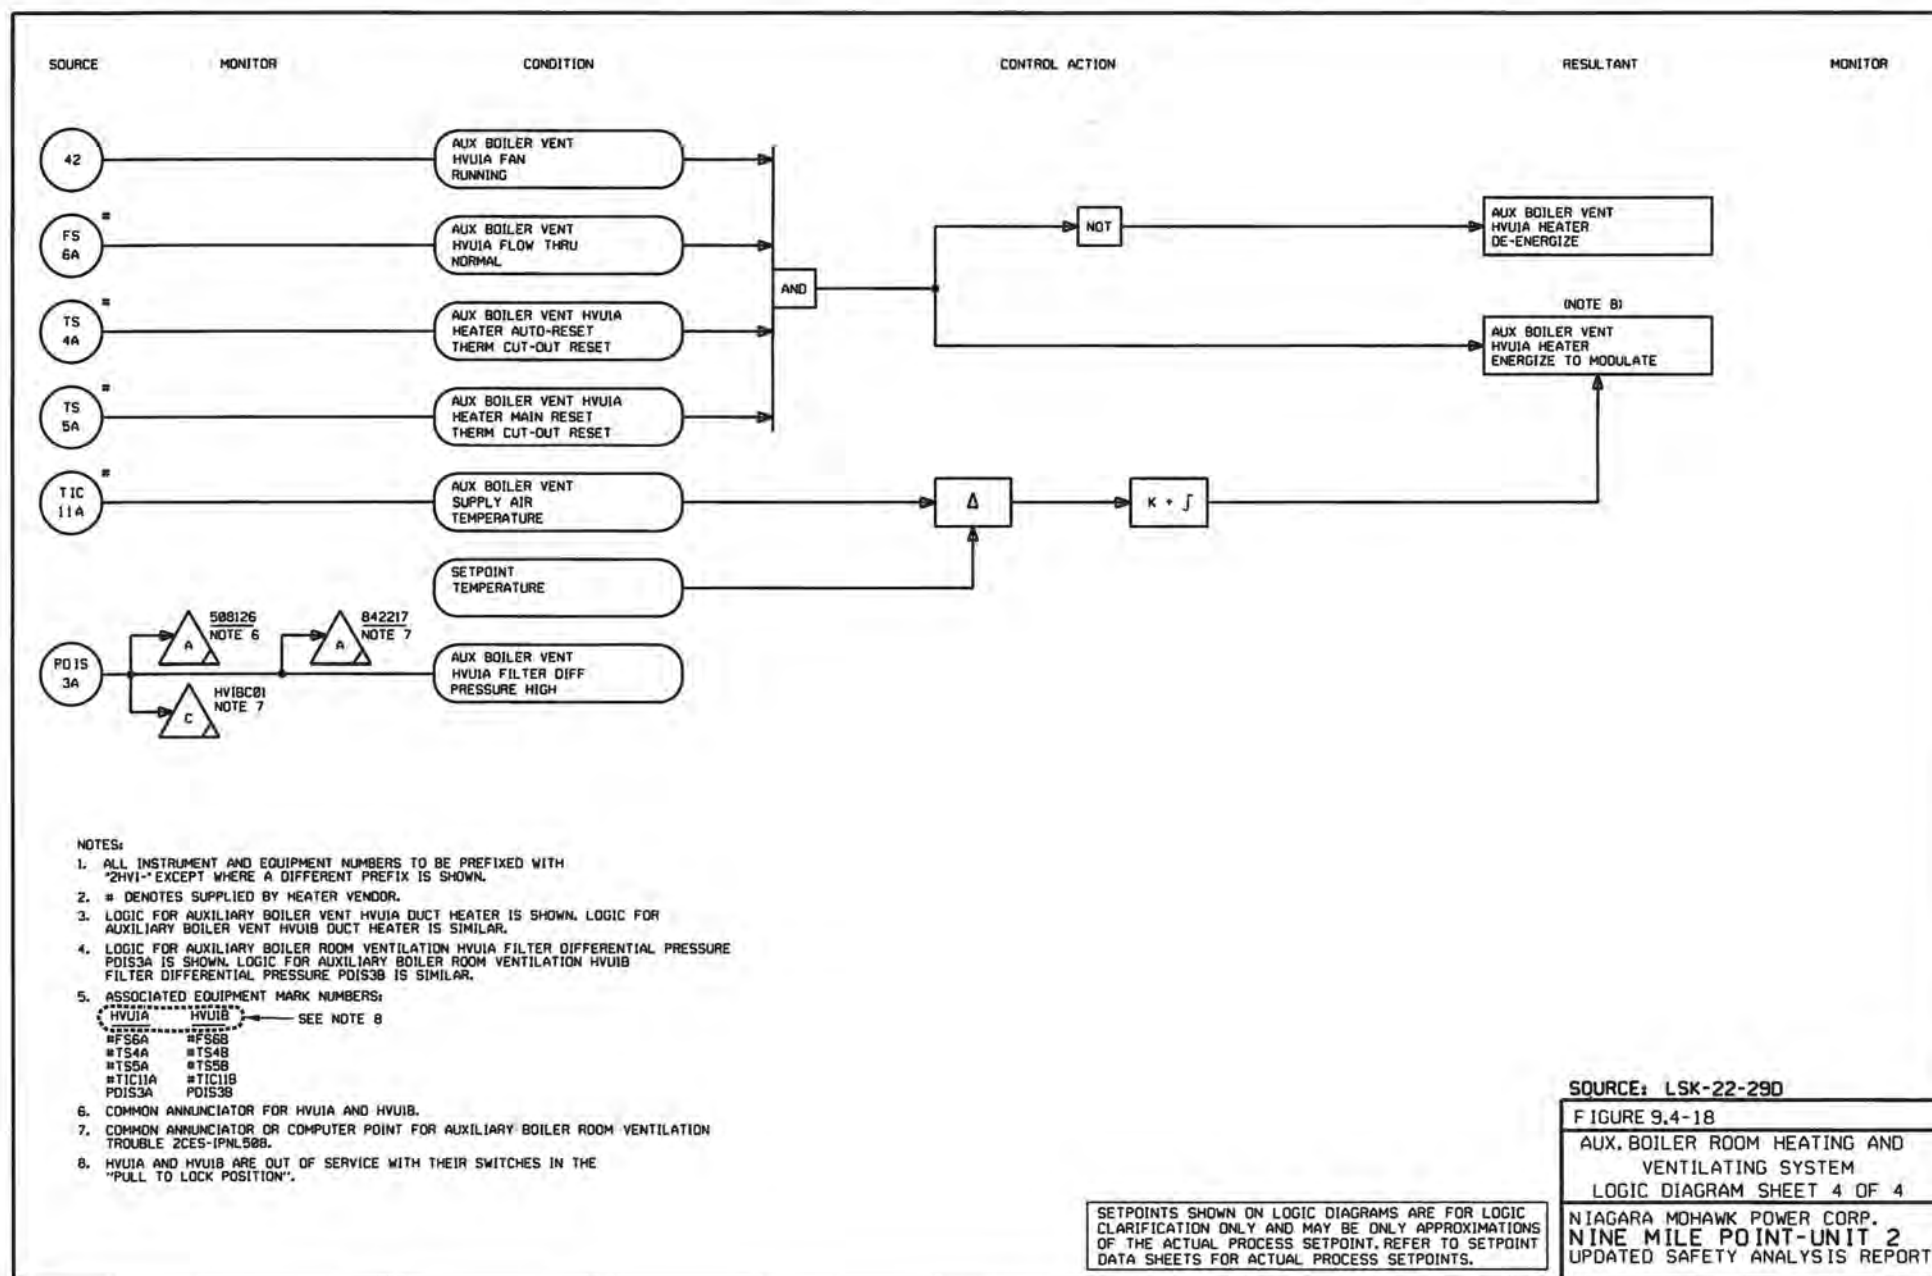 SOURCE MONITOR CONDITION CONTROL ACTION RESULTANT MONITOR
42
AUX BOILER VENT
HVU1A FAN
RUNNING
FS
6A
#
AUX BOILER VENT
HVU1A FLOW THRU
NORMAL
TS
4A
#
AUX BOILER VENT HVU1A
HEATER AUTO-RESET
THERM CUT-OUT RESET
TS
5A
#
AUX BOILER VENT HVU1A
HEATER MAIN RESET
THERM CUT-OUT RESET
AND
NOT
AUX BOILER VENT
HVU1A HEATER
DE-ENERGIZE
(NOTE 8)
AUX BOILER VENT
HVU1A HEATER
ENERGIZE TO MODULATE
TIC
11A
#
AUX BOILER VENT
SUPPLY AIR
TEMPERATURE
Δ
K + ∫
SETPOINT
TEMPERATURE
PDIS
3A
A
508126
NOTE 6
A
842217
NOTE 7
C
HVIBC01
NOTE 7
AUX BOILER VENT
HVU1A FILTER DIFF
PRESSURE HIGH
NOTES:
1. ALL INSTRUMENT AND EQUIPMENT NUMBERS TO BE PREFIXED WITH
"2HVI-" EXCEPT WHERE A DIFFERENT PREFIX IS SHOWN.
2. # DENOTES SUPPLIED BY HEATER VENDOR.
3. LOGIC FOR AUXILIARY BOILER VENT HVU1A DUCT HEATER IS SHOWN. LOGIC FOR
AUXILIARY BOILER VENT HVU1B DUCT HEATER IS SIMILAR.
4. LOGIC FOR AUXILIARY BOILER ROOM VENTILATION HVU1A FILTER DIFFERENTIAL PRESSURE
PDIS3A IS SHOWN. LOGIC FOR AUXILIARY BOILER ROOM VENTILATION HVU1B
FILTER DIFFERENTIAL PRESSURE PDIS3B IS SIMILAR.
5. ASSOCIATED EQUIPMENT MARK NUMBERS:
HVU1A HVU1B SEE NOTE 8
#FS6A #FS6B
#TS4A #TS4B
#TS5A #TS5B
#TIC11A #TIC11B
PDIS3A PDIS3B
6. COMMON ANNUNCIATOR FOR HVU1A AND HVU1B.
7. COMMON ANNUNCIATOR OR COMPUTER POINT FOR AUXILIARY BOILER ROOM VENTILATION
TROUBLE 2CES-IPNL508.
8. HVU1A AND HVU1B ARE OUT OF SERVICE WITH THEIR SWITCHES IN THE
"PULL TO LOCK POSITION".
SETPOINTS SHOWN ON LOGIC DIAGRAMS ARE FOR LOGIC
CLARIFICATION ONLY AND MAY BE ONLY APPROXIMATIONS
OF THE ACTUAL PROCESS SETPOINT. REFER TO SETPOINT
DATA SHEETS FOR ACTUAL PROCESS SETPOINTS.
SOURCE: LSK-22-29D
FIGURE 9.4-18
AUX. BOILER ROOM HEATING AND
VENTILATING SYSTEM
LOGIC DIAGRAM SHEET 4 OF 4
NIAGARA MOHAWK POWER CORP.
NINE MILE POINT-UNIT 2
UPDATED SAFETY ANALYSIS REPORT